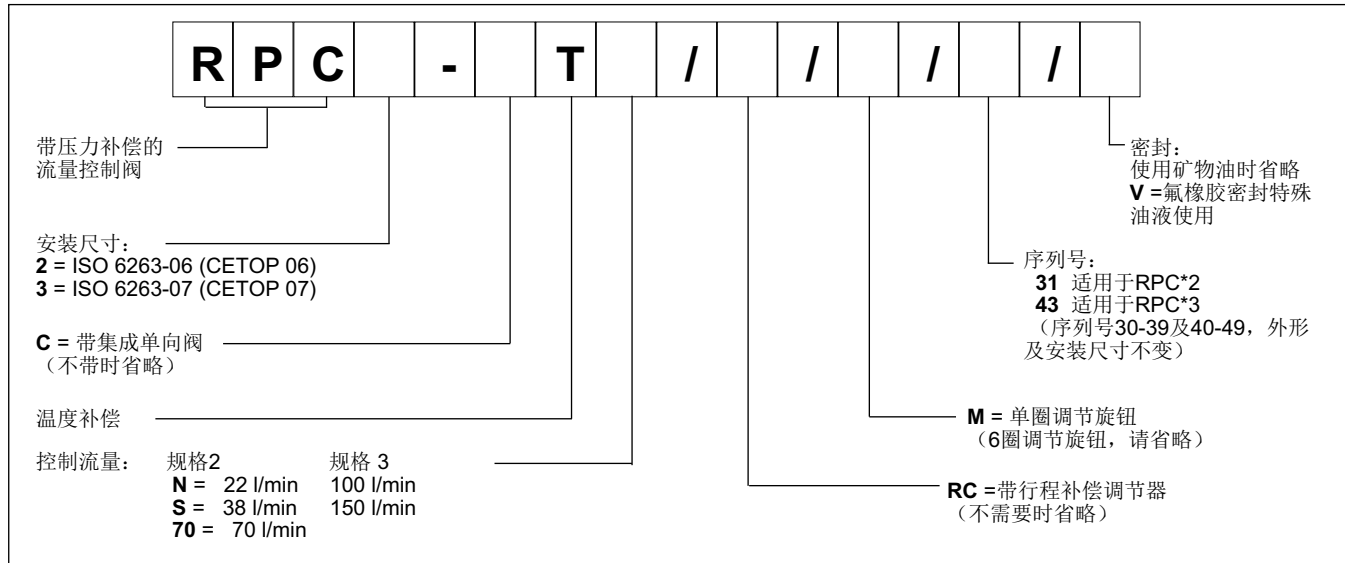 R P C - T / / / /
带压力补偿的
流量控制阀
安装尺寸：
2 = ISO 6263-06 (CETOP 06)
3 = ISO 6263-07 (CETOP 07)
C = 带集成单向阀
（不带时省略）
温度补偿
控制流量： 规格2 规格 3
N = 22 l/min 100 l/min
S = 38 l/min 150 l/min
70 = 70 l/min
密封：
使用矿物油时省略
V =氟橡胶密封特殊
油液使用
序列号：
31 适用于RPC*2
43 适用于RPC*3
（序列号30-39及40-49，外形
及安装尺寸不变）
M = 单圈调节旋钮
（6圈调节旋钮，请省略）
RC =带行程补偿调节器
（不需要时省略）